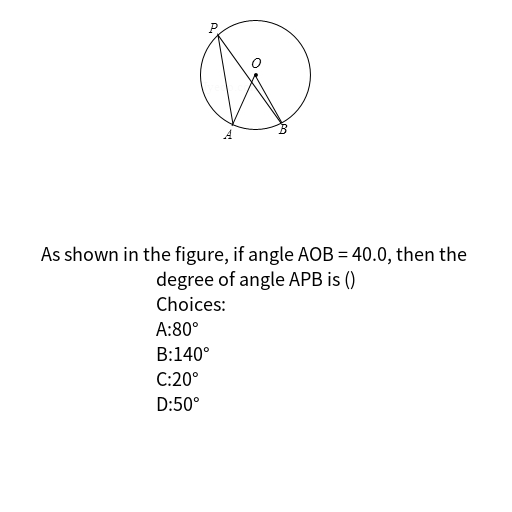 P
O
A
B
As shown in the figure, if angle AOB = 40.0, then the
degree of angle APB is ()
Choices:
A:80°
B:140°
C:20°
D:50°